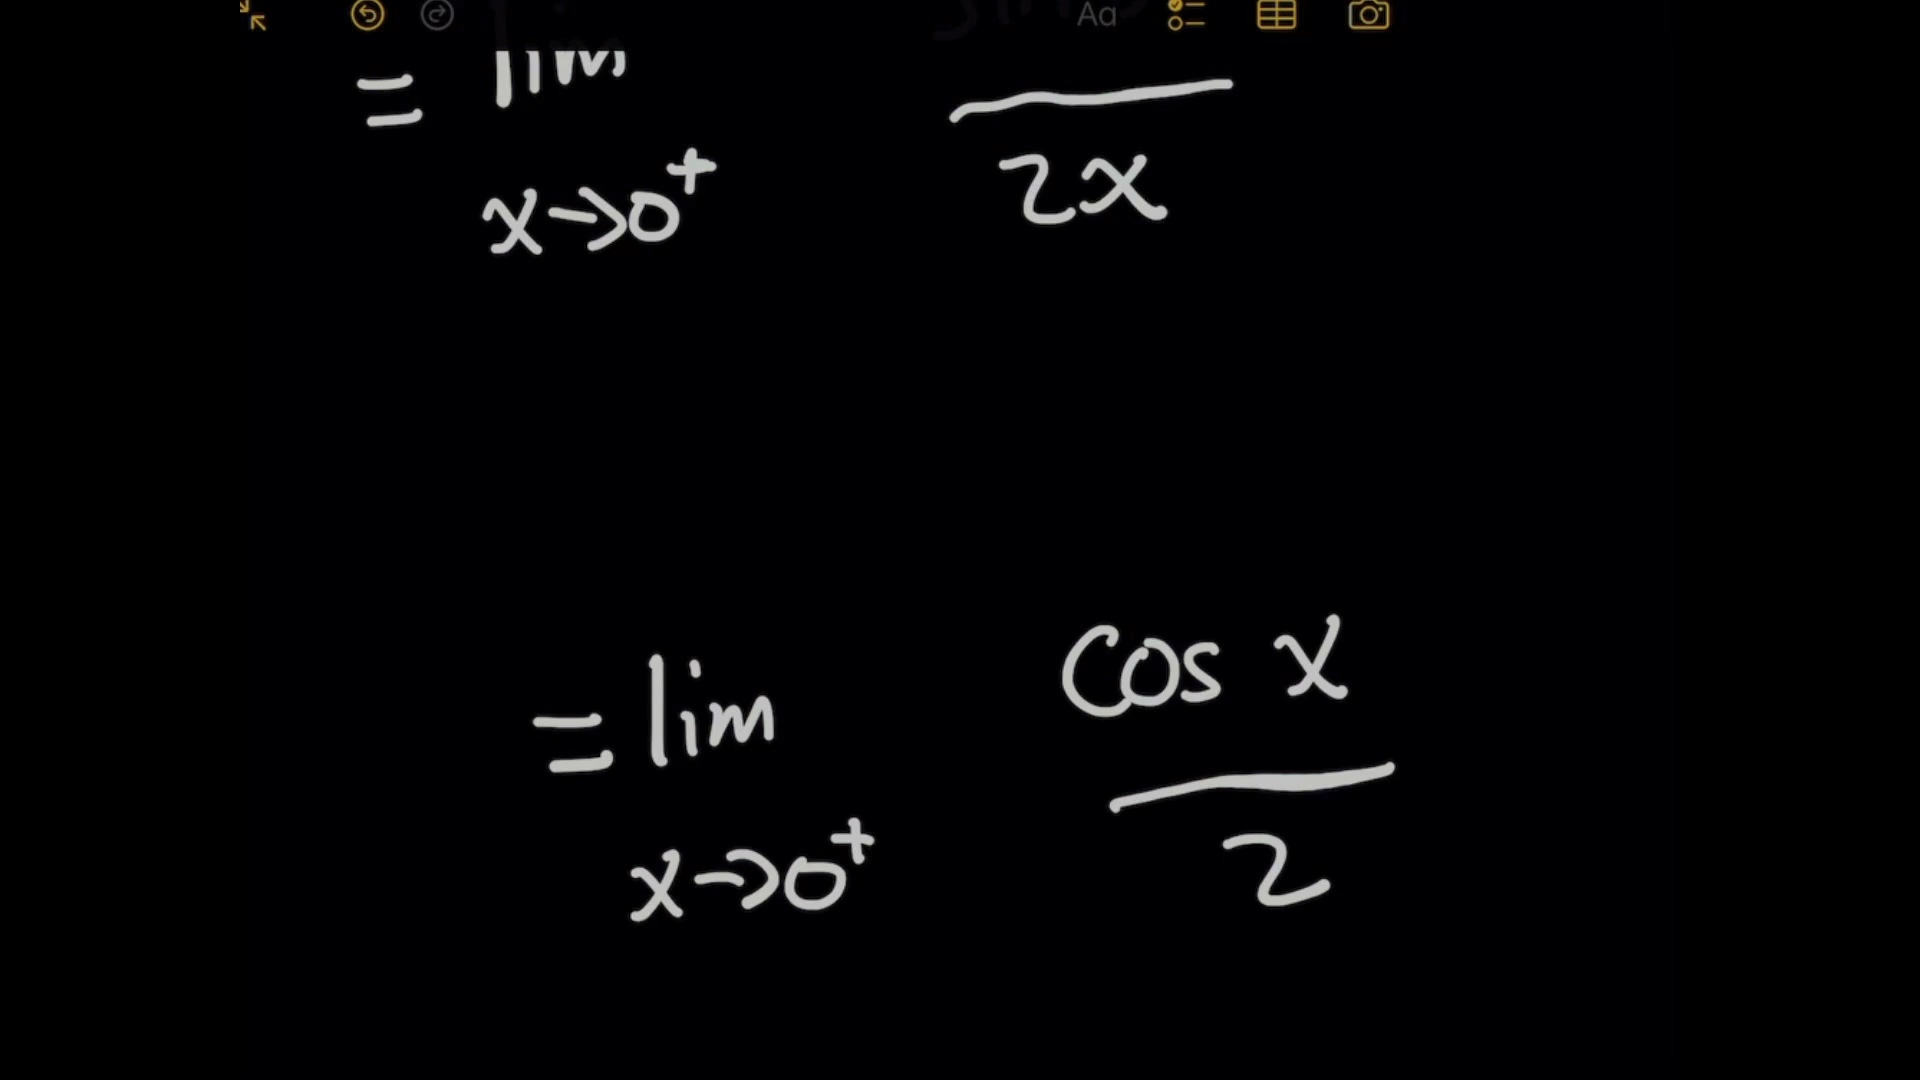 Aa
= lim
2x
x→0⁺
cos x
= lim
2
x→0⁺